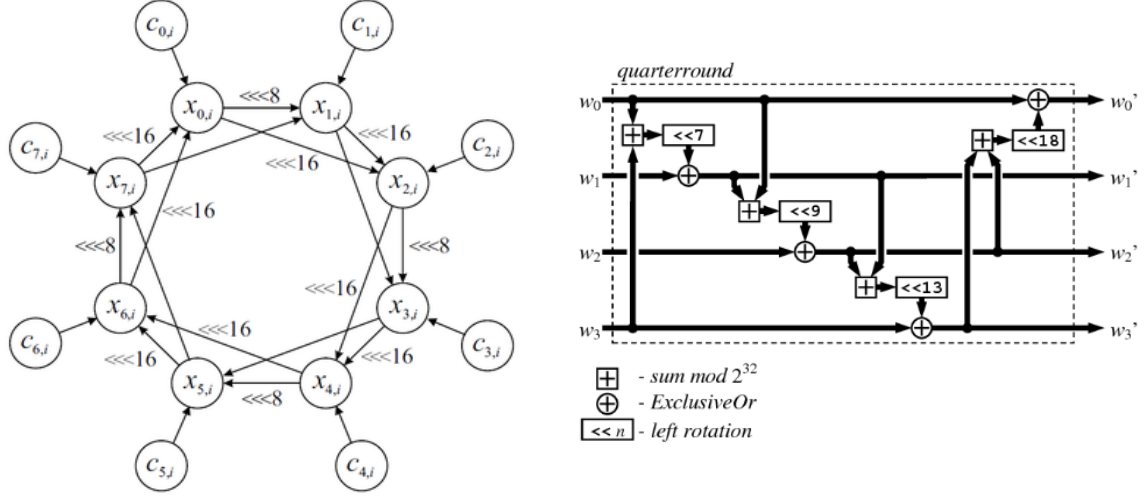 c0,i
c1,i
<<<8
x0,i
x1,i
<<<16
<<<16
<<<16
c7,i
c2,i
x7,i
x2,i
<<<16
<<<8
<<<8
<<<16
x6,i
x3,i
<<<16
c6,i
<<<16
<<<16
c3,i
x5,i
x4,i
<<<8
c5,i
c4,i
quarterround
w0
w0'
<<7
<<18
w1
w1'
<<9
w2
w2'
<<13
w3
w3'
- sum mod 2^32
- ExclusiveOr
<< n - left rotation